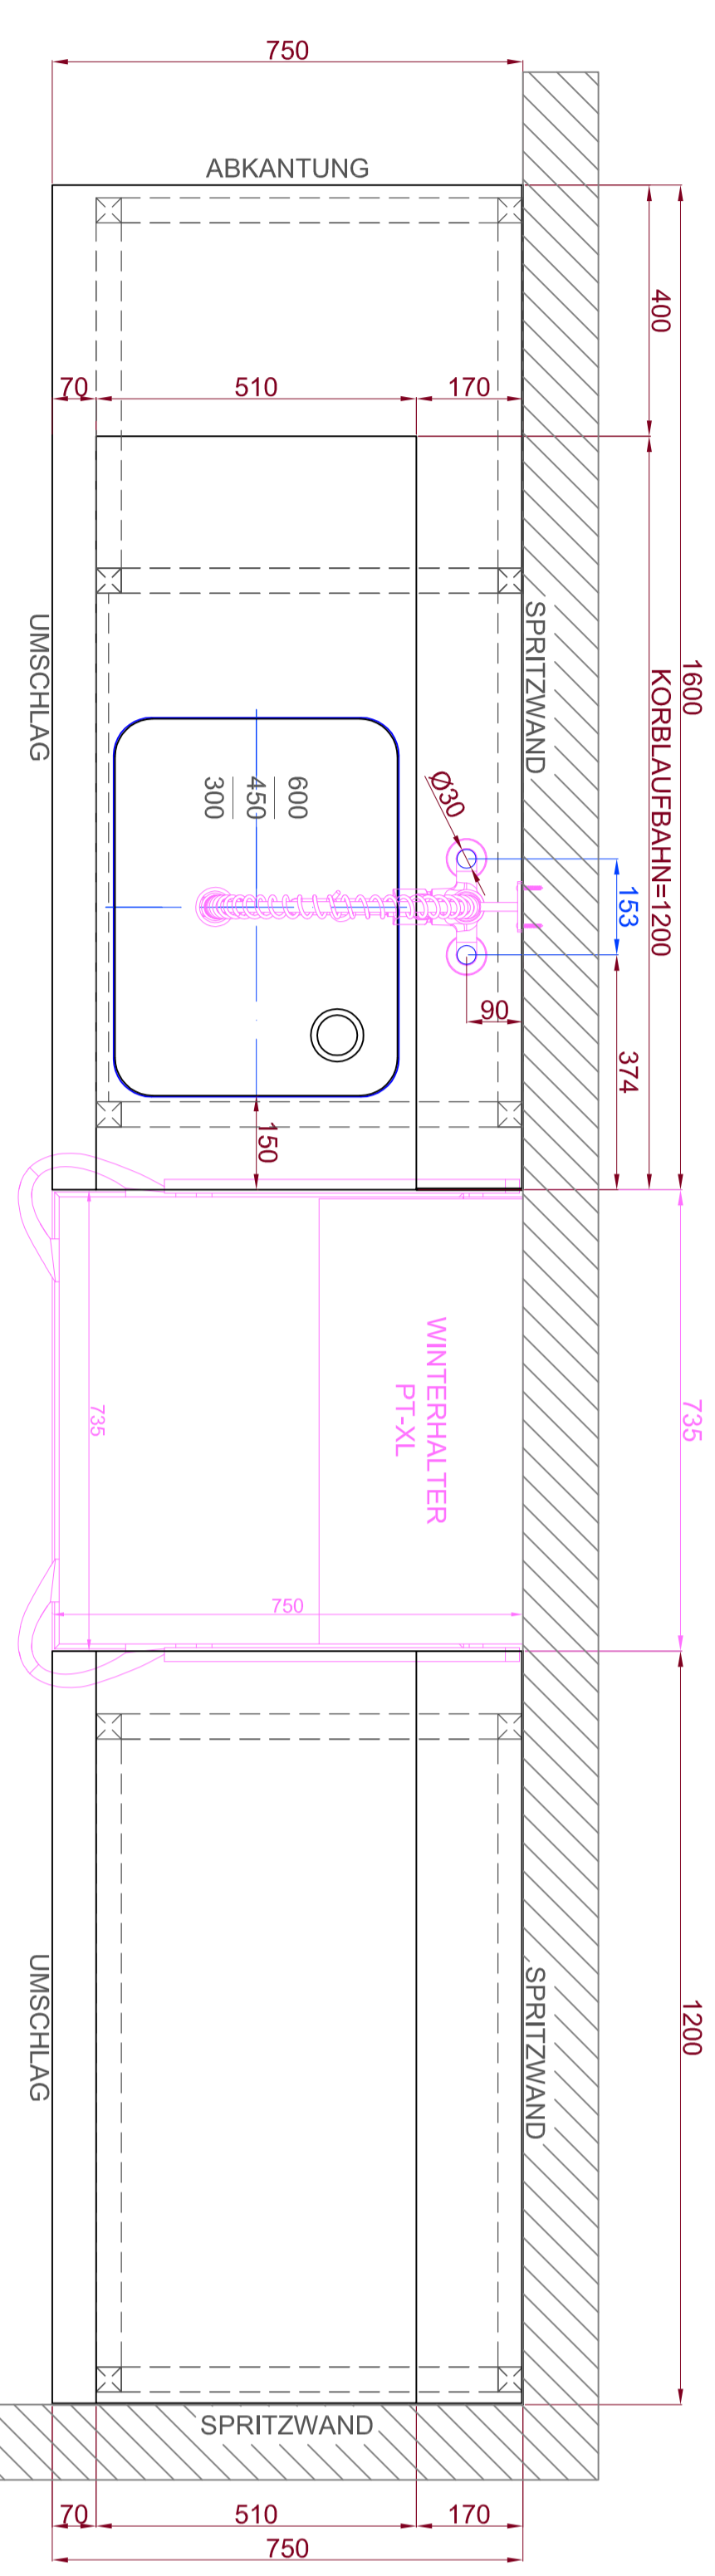 750
ABKANTUNG
400
70
510
170
1600
KORBLAUFBAHN=1200
UMSCHLAG
SPRITZWAND
600
450
300
Ø30
153
90
374
150
WINTERHALTER
PT-XL
735
735
750
1200
UMSCHLAG
SPRITZWAND
SPRITZWAND
70
510
170
750